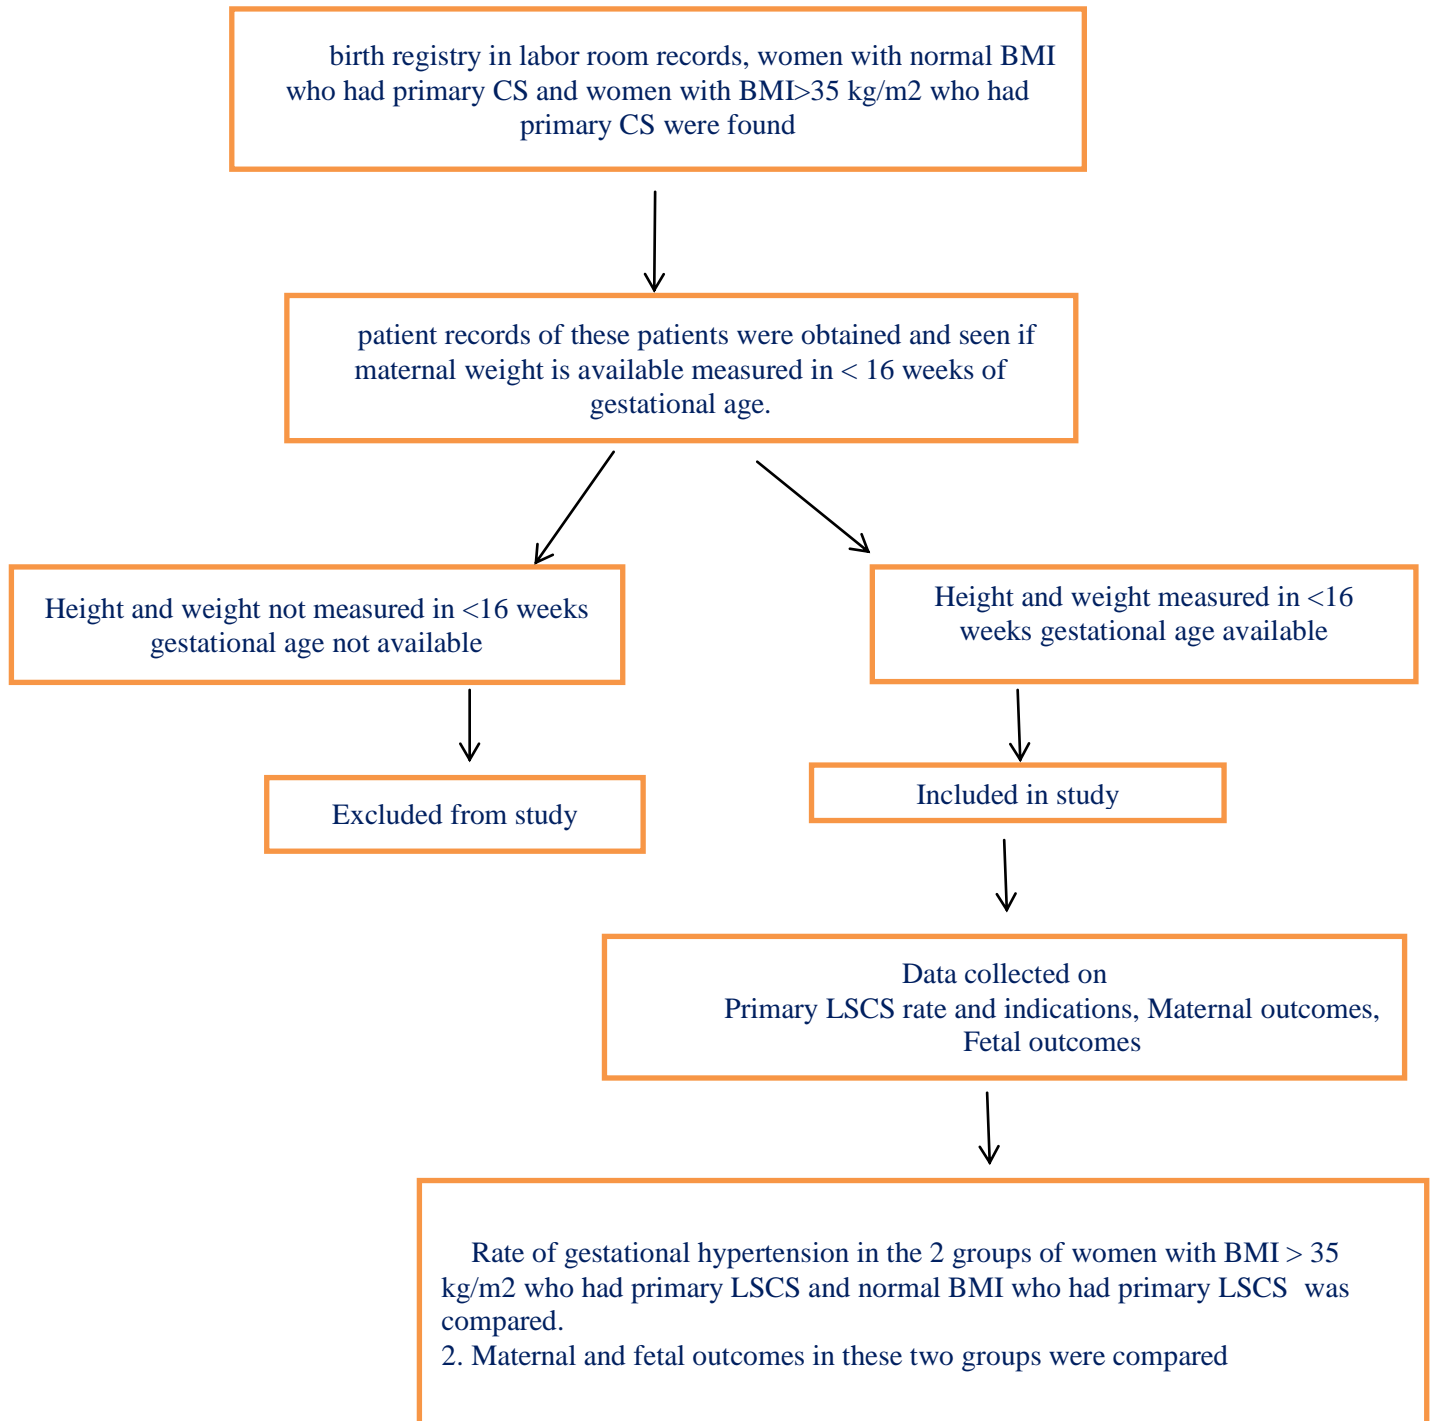 birth registry in labor room records, women with normal BMI
who had primary CS and women with BMI>35 kg/m2 who had
primary CS were found
patient records of these patients were obtained and seen if
maternal weight is available measured in < 16 weeks of
gestational age.
Height and weight not measured in <16 weeks
gestational age not available
Height and weight measured in <16
weeks gestational age available
Excluded from study
Included in study
Data collected on
Primary LSCS rate and indications, Maternal outcomes,
Fetal outcomes
Rate of gestational hypertension in the 2 groups of women with BMI > 35
kg/m2 who had primary LSCS and normal BMI who had primary LSCS was
compared.
2. Maternal and fetal outcomes in these two groups were compared